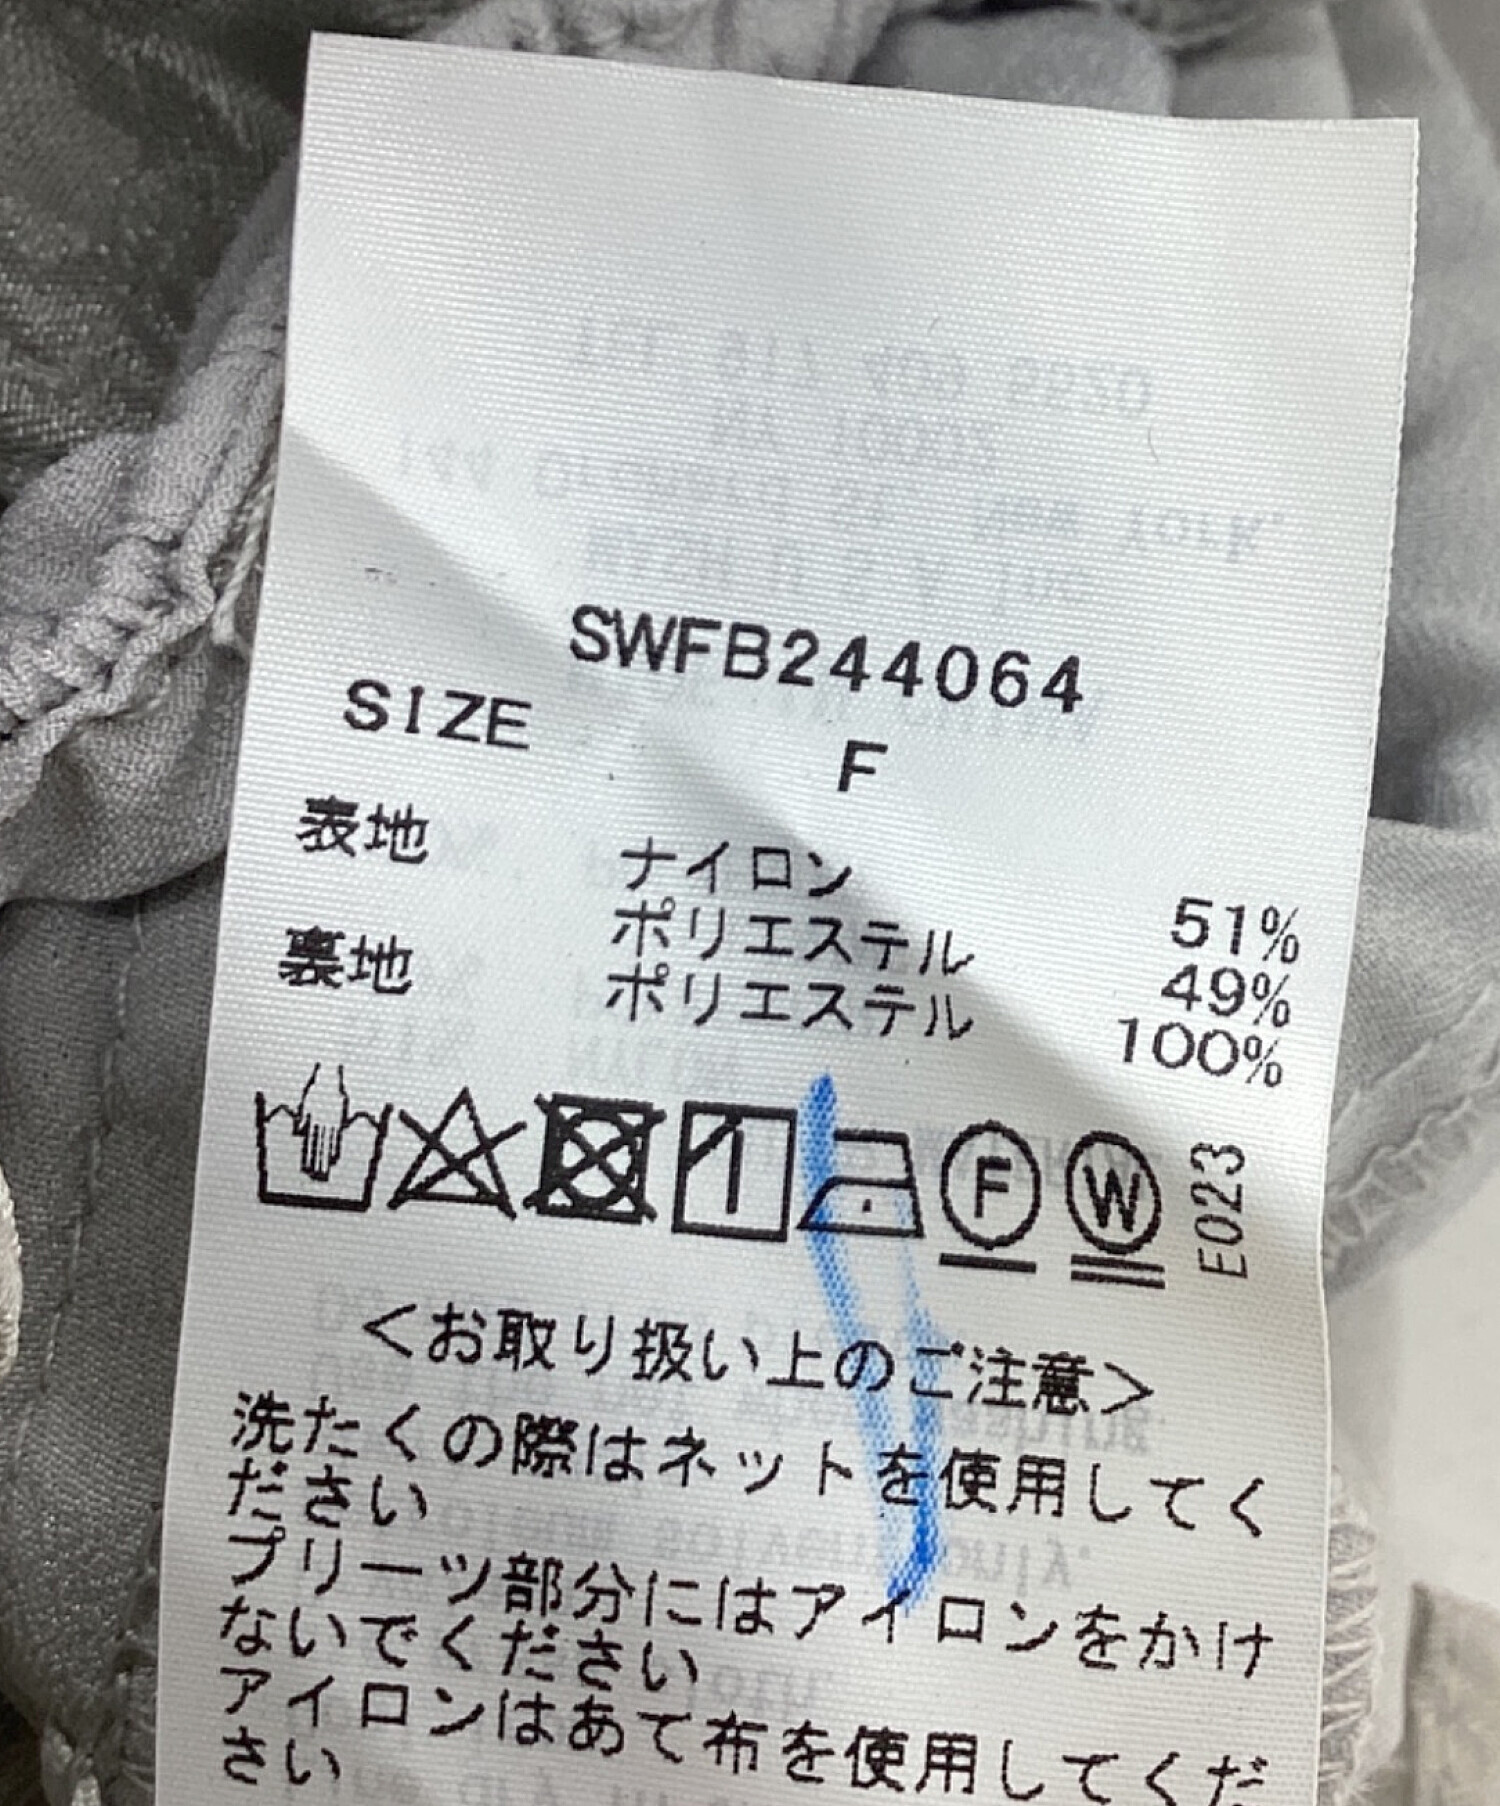 SWFB244064
SIZE F
表地 ナイロン 51%
ポリエステル 49%
裏地 ポリエステル 100%
F W E023
<お取り扱い上のご注意>
洗たくの際はネットを使用してく
ださい
プリーツ部分にはアイロンをかけ
ないでください
アイロンはあて布を使用してくだ
さい